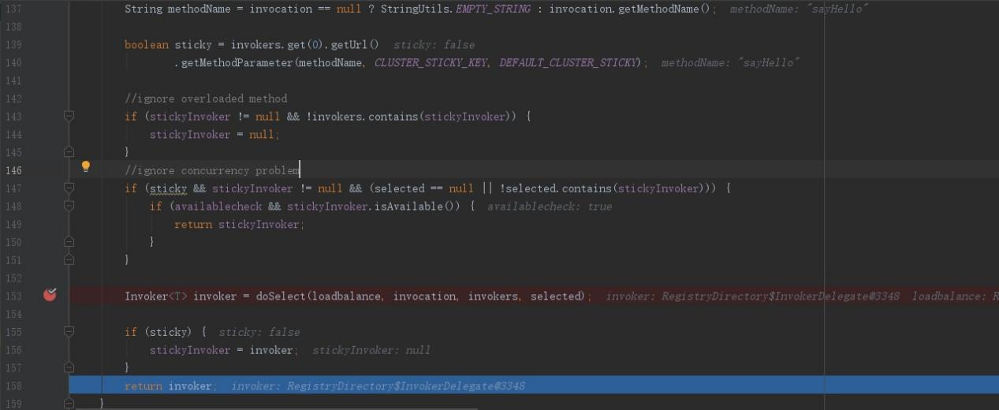 137 String methodName = invocation == null ? StringUtils.EMPTY_STRING : invocation.getMethodName(); methodName: "sayHello"
138
139 boolean sticky = invokers.get(0).getUrl() sticky: false
140 .getMethodParameter(methodName, CLUSTER_STICKY_KEY, DEFAULT_CLUSTER_STICKY); methodName: "sayHello"
141
142 //ignore overloaded method
143 if (stickyInvoker != null && !invokers.contains(stickyInvoker)) {
144 stickyInvoker = null;
145 }
146 //ignore concurrency problem
147 if (sticky && stickyInvoker != null && (selected == null || !selected.contains(stickyInvoker))) {
148 if (availablecheck && stickyInvoker.isAvailable()) { availablecheck: true
149 return stickyInvoker;
150 }
151 }
152
153 Invoker<T> invoker = doSelect(loadbalance, invocation, invokers, selected); invoker: RegistryDirectory$InvokerDelegate@3348 loadbalance: R
154
155 if (sticky) { sticky: false
156 stickyInvoker = invoker; stickyInvoker: null
157 }
158 return invoker; invoker: RegistryDirectory$InvokerDelegate@3348
159 }